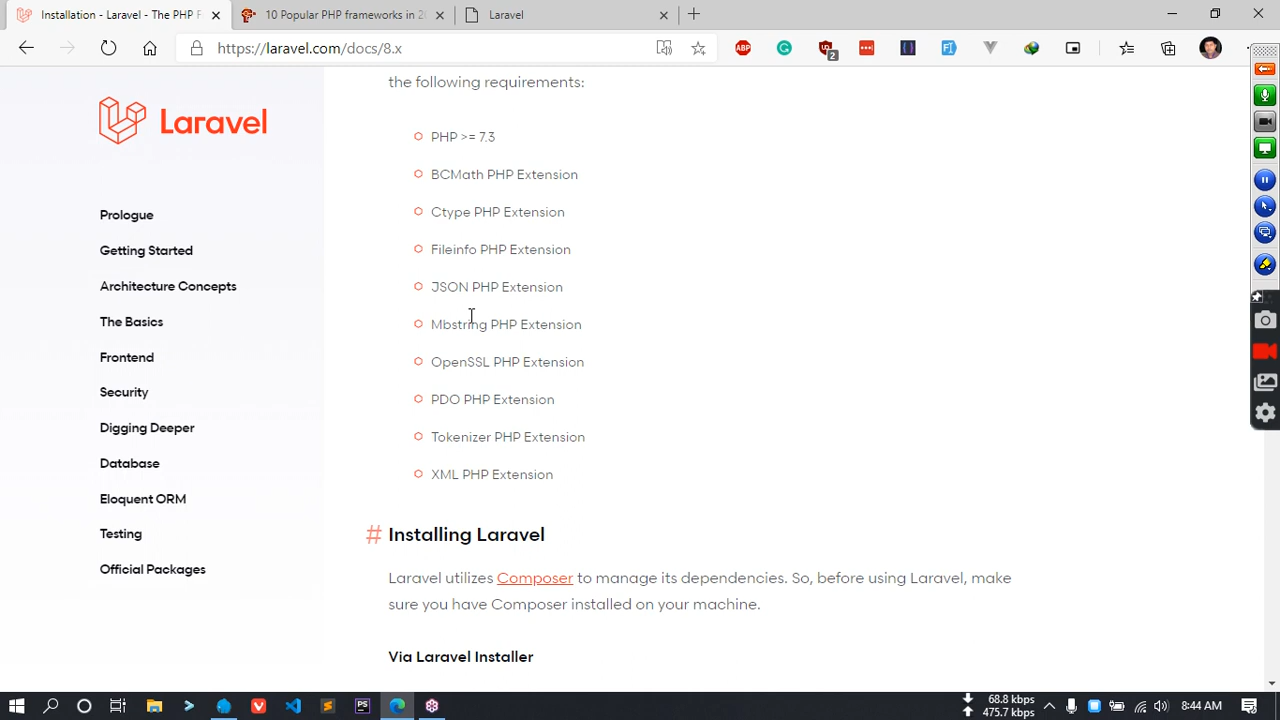 Installation - Laravel - The PHP F
10 Popular PHP frameworks in 2
Laravel
https://laravel.com/docs/8.x
ABP
2
the following requirements:
Laravel
PHP >= 7.3
BCMath PHP Extension
Prologue
Ctype PHP Extension
Getting Started
Fileinfo PHP Extension
Architecture Concepts
JSON PHP Extension
The Basics
Mbstring PHP Extension
Frontend
OpenSSL PHP Extension
Security
PDO PHP Extension
Digging Deeper
Tokenizer PHP Extension
Database
XML PHP Extension
Eloquent ORM
Testing
# Installing Laravel
Official Packages
Laravel utilizes Composer to manage its dependencies. So, before using Laravel, make
sure you have Composer installed on your machine.
Via Laravel Installer
68.8 kbps
475.7 kbps
8:44 AM